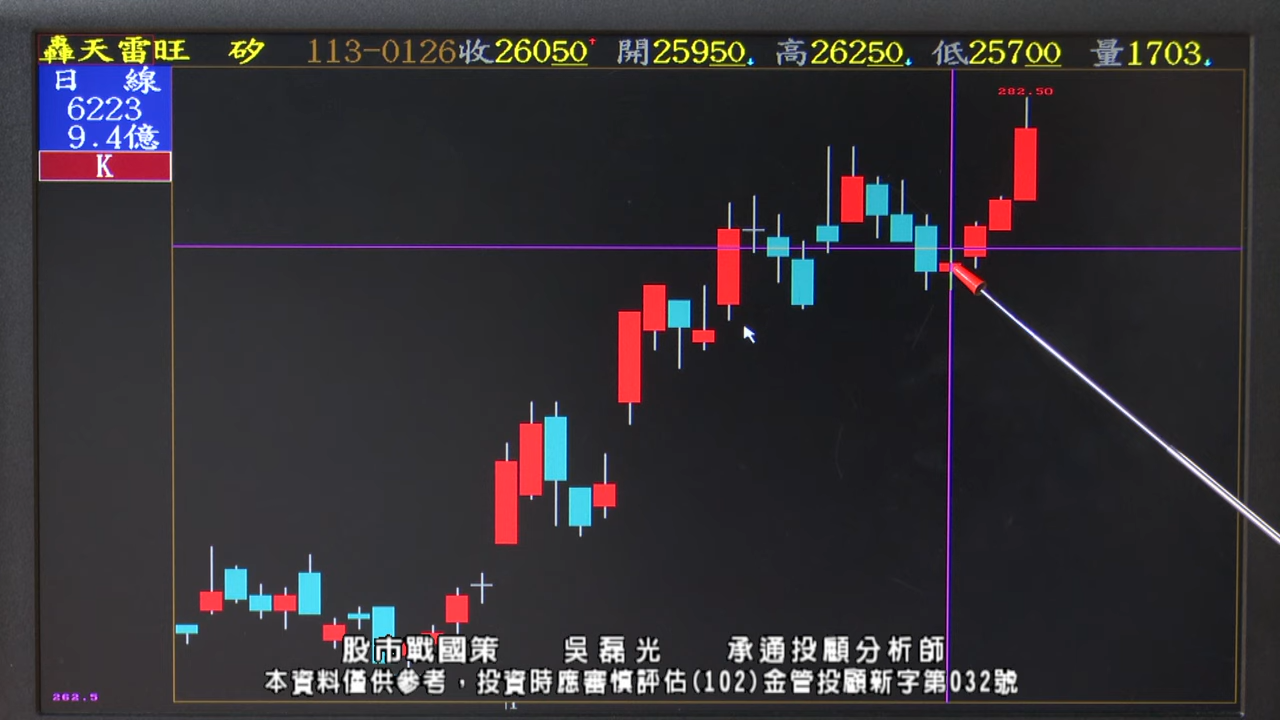 轟天雷旺 矽 113-0126收26050↑ 開25950↓ 高26250↓ 低25700 量1703↓
日 線
6223
9.4億
K
282.50
262.5
股市戰國策 吳磊光 承通投顧分析師
本資料僅供參考，投資時應審慎評估(102)金管投顧新字第032號